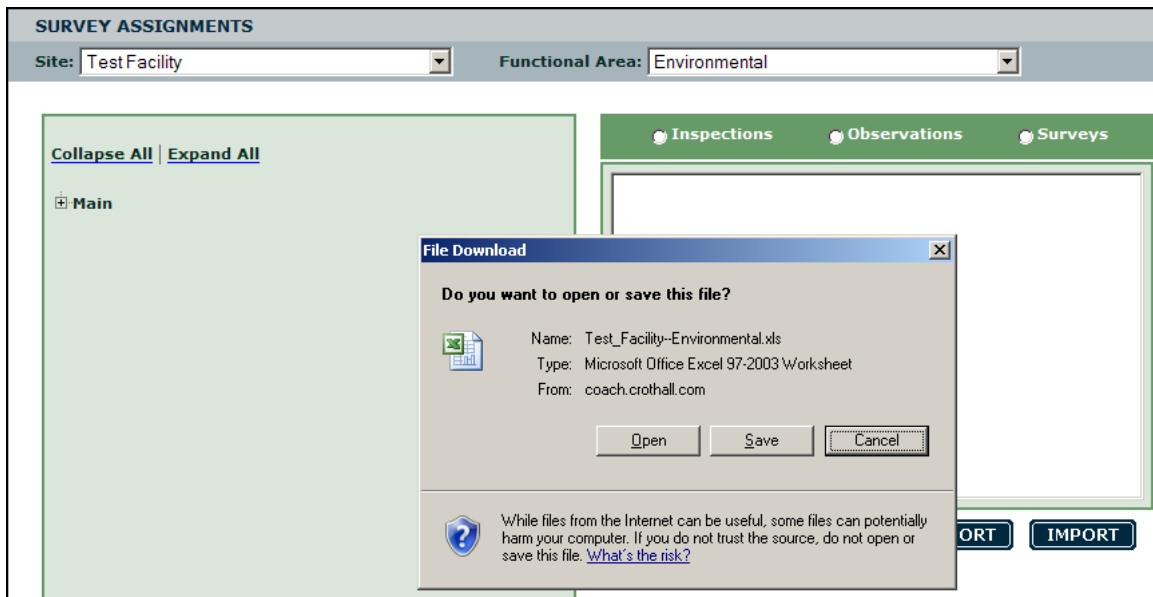 SURVEY ASSIGNMENTS
Site: Test Facility Functional Area: Environmental
Inspections Observations Surveys
Collapse All | Expand All
Main
File Download
Do you want to open or save this file?
Name: Test_Facility--Environmental.xls
Type: Microsoft Office Excel 97-2003 Worksheet
From: coach.crothall.com
Open Save Cancel
While files from the Internet can be useful, some files can potentially
harm your computer. If you do not trust the source, do not open or
save this file. What's the risk?
ORT IMPORT